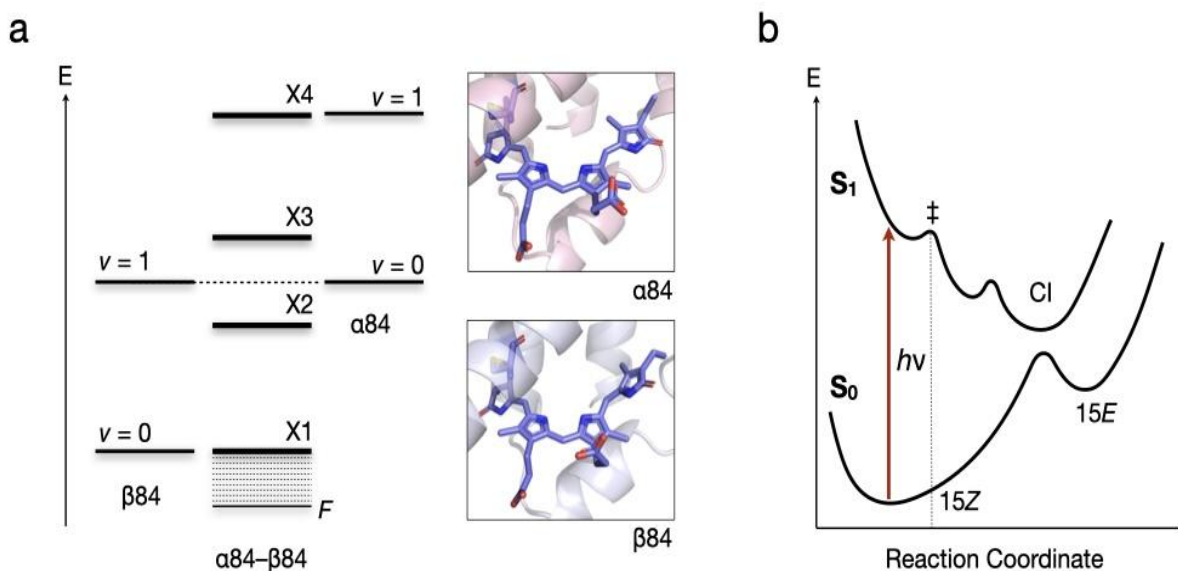 a
E
X4
v = 1
X3
v = 1
v = 0
X2
α84
v = 0
X1
β84
F
α84–β84
α84
β84
b
E
S₁
‡
CI
hν
S₀
15E
15Z
Reaction Coordinate